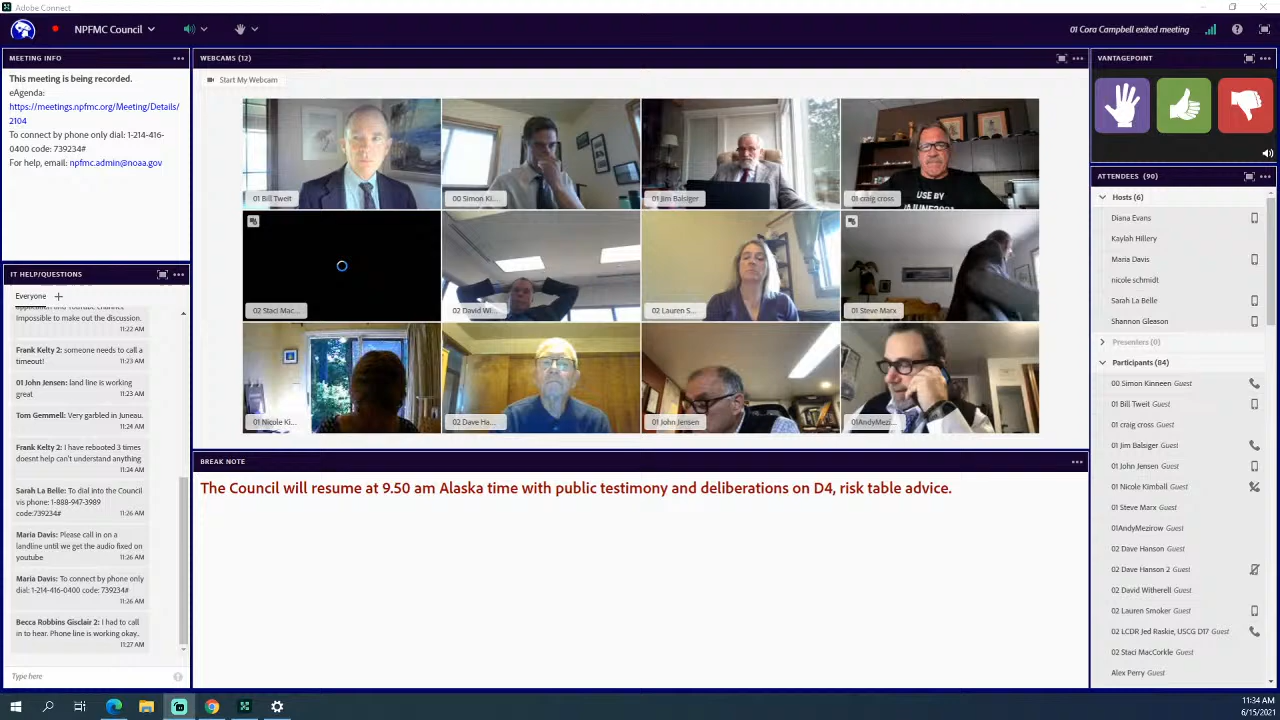 Adobe Connect
NPFMC Council
01 Cora Campbell exited meeting
MEETING INFO
This meeting is being recorded.
eAgenda:
https://meetings.npfmc.org/Meeting/Details/
2104
To connect by phone only dial: 1-214-416-
0400 code: 739234#
For help, email: npfmc.admin@noaa.gov
IT HELP/QUESTIONS
Everyone
Impossible to make out the discussion.
11:22 AM
Frank Kelty 2: someone needs to call a
timeout!
11:23 AM
01 John Jensen: land line is working
great
11:23 AM
Tom Gemmell: Very garbled in Juneau.
11:24 AM
Frank Kelty 2: I have rebooted 3 times
doesnt help can't understand anything
11:24 AM
Sarah La Belle: To dial into the Council
vis phone: 1-888-947-3989
code:739234#
11:26 AM
Maria Davis: Please call in on a
landline until we get the audio fixed on
youtube
11:26 AM
Maria Davis: To connect by phone only
dial: 1-214-416-0400 code: 739234#
11:26 AM
Becca Robbins Gisclair 2: I had to call
in to hear. Phone line is working okay.
11:27 AM
Type here
WEBCAMS (12)
Start My Webcam
01 Bill Tweit
00 Simon Ki...
01 Jim Balsiger
01 craig cross
USE BY
02 Staci Mac...
02 David Wi...
02 Lauren S...
01 Steve Marx
01 Nicole Ki...
02 Dave Ha...
01 John Jensen
01AndyMezi...
BREAK NOTE
The Council will resume at 9.50 am Alaska time with public testimony and deliberations on D4, risk table advice.
VANTAGEPOINT
ATTENDEES (90)
Hosts (6)
Diana Evans
Kaylah Hillery
Maria Davis
nicole schmidt
Sarah La Belle
Shannon Gleason
Presenters (0)
Participants (84)
00 Simon Kinneen Guest
01 Bill Tweit Guest
01 craig cross Guest
01 Jim Balsiger Guest
01 John Jensen Guest
01 Nicole Kimball Guest
01 Steve Marx Guest
01AndyMezirow Guest
02 Dave Hanson Guest
02 Dave Hanson 2 Guest
02 David Witherell Guest
02 Lauren Smoker Guest
02 LCDR Jed Raskie, USCG D17 Guest
02 Staci MacCorkle Guest
Alex Perry Guest
11:34 AM
6/15/2021